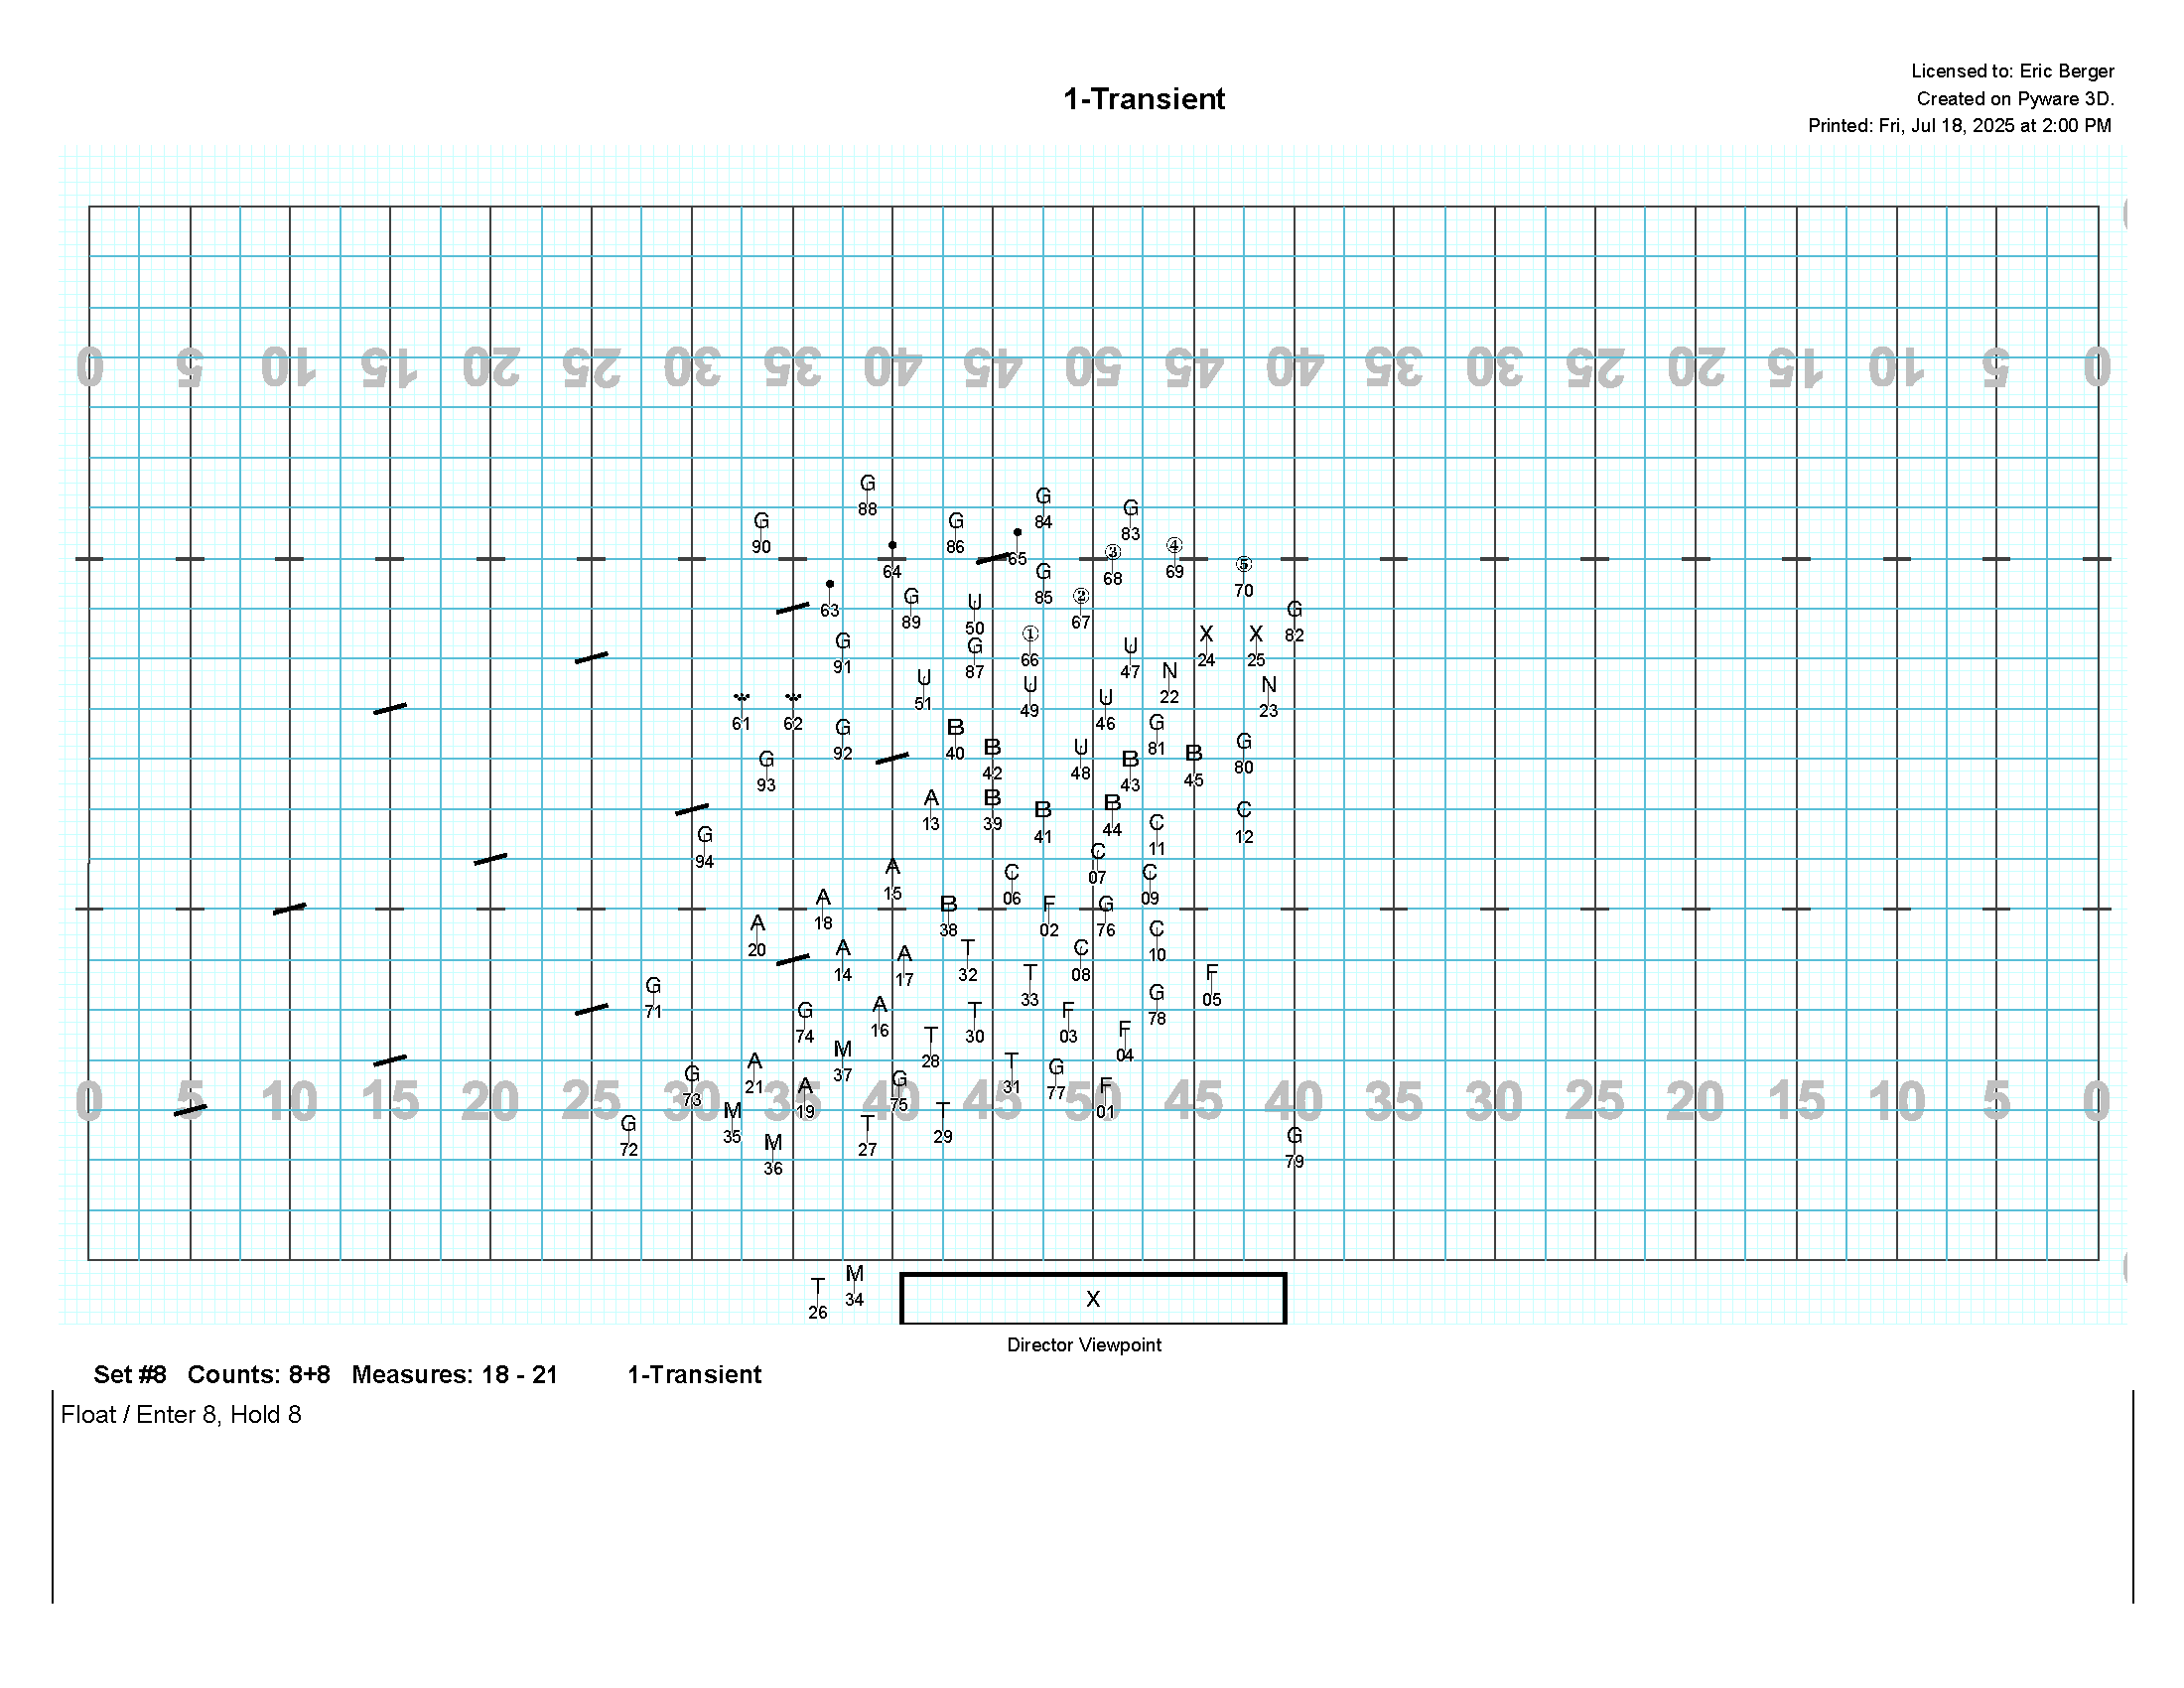 Licensed to: Eric Berger
1-Transient
Created on Pyware 3D.
Printed: Fri, Jul 18, 2025 at 2:00 PM
0 5 10 15 20 25 30 35 40 45 50 45 40 35 30 25 20 15 10 5 0
G
88
G
84
G
83
G
90
G
86
65
③
68
④
69
64
⑤
70
G
85
63
G
89
U
50
②
67
G
82
①
66
X
24
X
25
G
91
G
87
U
47
N
22
U
51
U
49
N
23
61
62
U
46
G
81
G
92
B
40
B
42
U
48
G
80
B
45
G
93
B
43
A
13
B
39
B
44
B
41
C
12
C
11
G
94
C
07
A
15
C
06
C
09
A
18
B
38
F
02
G
76
A
20
C
10
A
14
T
32
C
08
A
17
T
33
F
05
G
71
G
78
A
16
G
74
T
30
F
03
F
04
T
28
M
37
A
21
T
31
G
77
G
73
G
75
A
19
F
01
0 5 10 15 20 25 30 35 40 45 50 45 40 35 30 25 20 15 10 5 0
M
35
T
29
G
72
T
27
G
79
M
36
M
34
T
26
X
Director Viewpoint
Set #8 Counts: 8+8 Measures: 18 - 21 1-Transient
Float / Enter 8, Hold 8